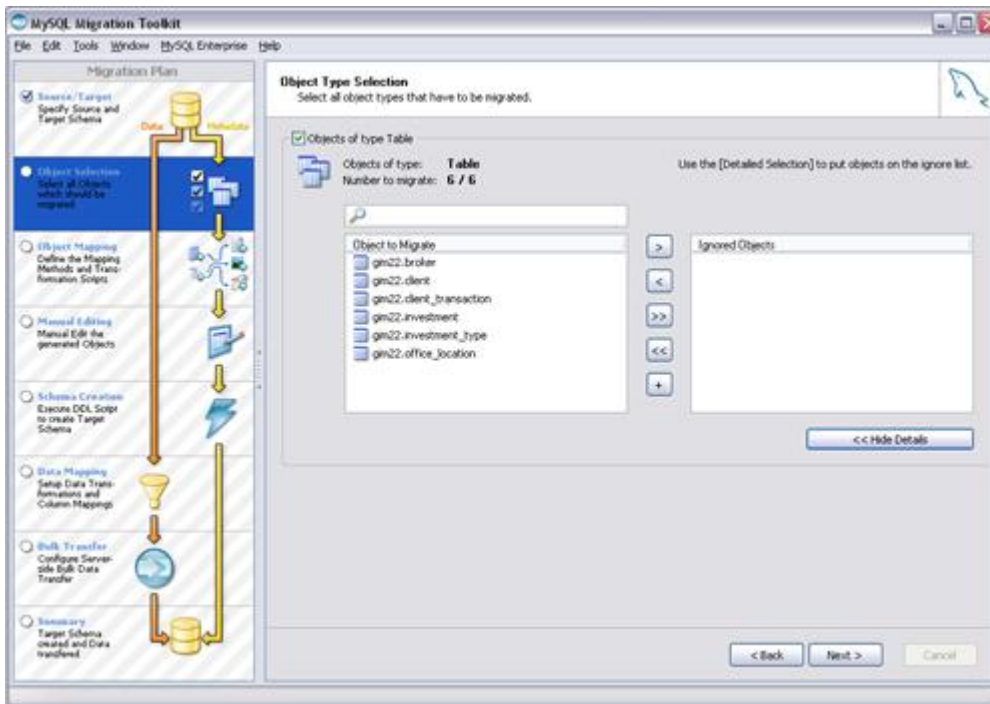 MySQL Migration Toolkit
File Edit Tools Window MySQL Enterprise Help
Migration Plan
Source/Target
Specify Source and
Target Schema
Data
Metadata
Object Selection
Select all Objects
which should be
migrated
Object Mapping
Define the Mapping
Methods and Trans-
formation Scripts
Manual Editing
Manual Edit the
generated Objects
Schema Creation
Execute DDL Script
to create Target
Schema
Data Mapping
Setup Data Trans-
formations and
Column Mappings
Bulk Transfer
Configure Server-
side Bulk Data
Transfer
Summary
Target Schema
created and Data
transfered
Object Type Selection
Select all object types that have to be migrated.
Objects of type Table
Objects of type: Table
Number to migrate: 6 / 6
Use the [Detailed Selection] to put objects on the ignore list.
Object to Migrate
gim22.broker
gim22.client
gim22.client_transaction
gim22.investment
gim22.investment_type
gim22.office_location
>
<
>>
<<
+
Ignored Objects
<< Hide Details
< Back
Next >
Cancel